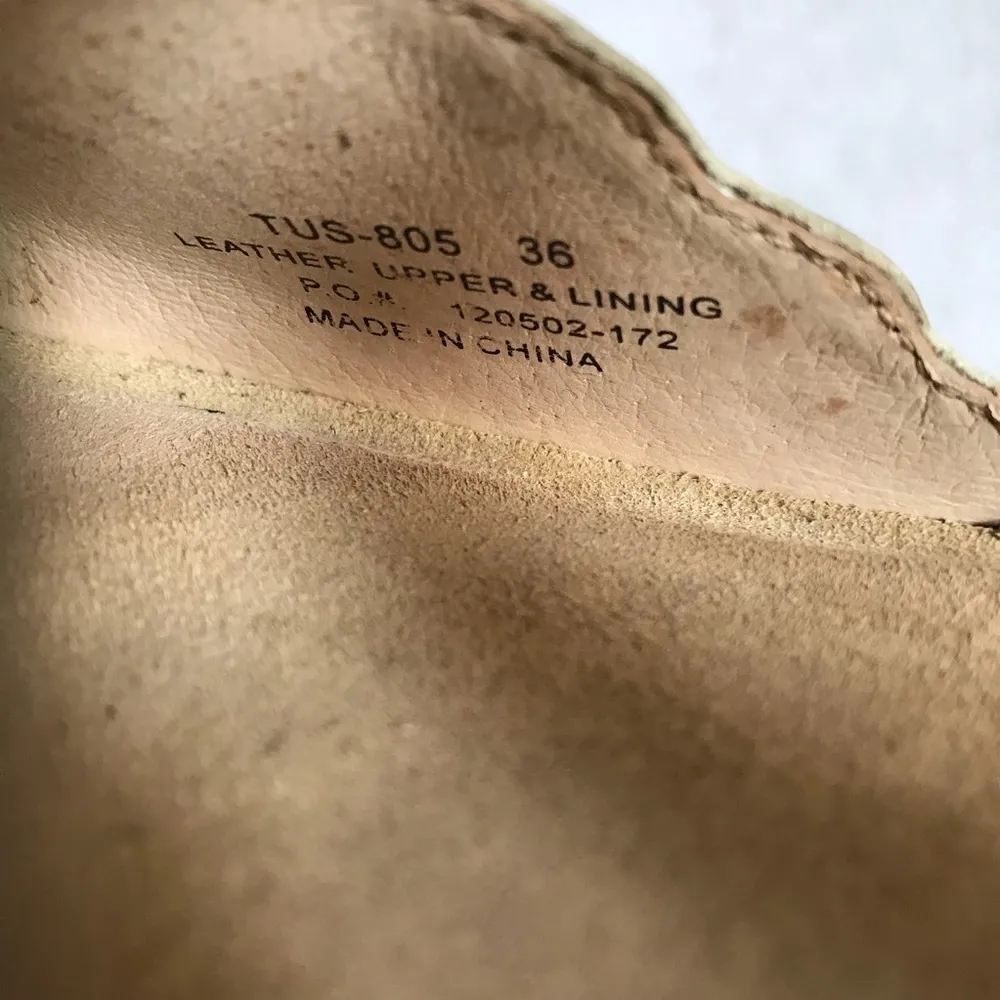 TUS-805 36
LEATHER UPPER & LINING
P.O.# 120502-172
MADE IN CHINA